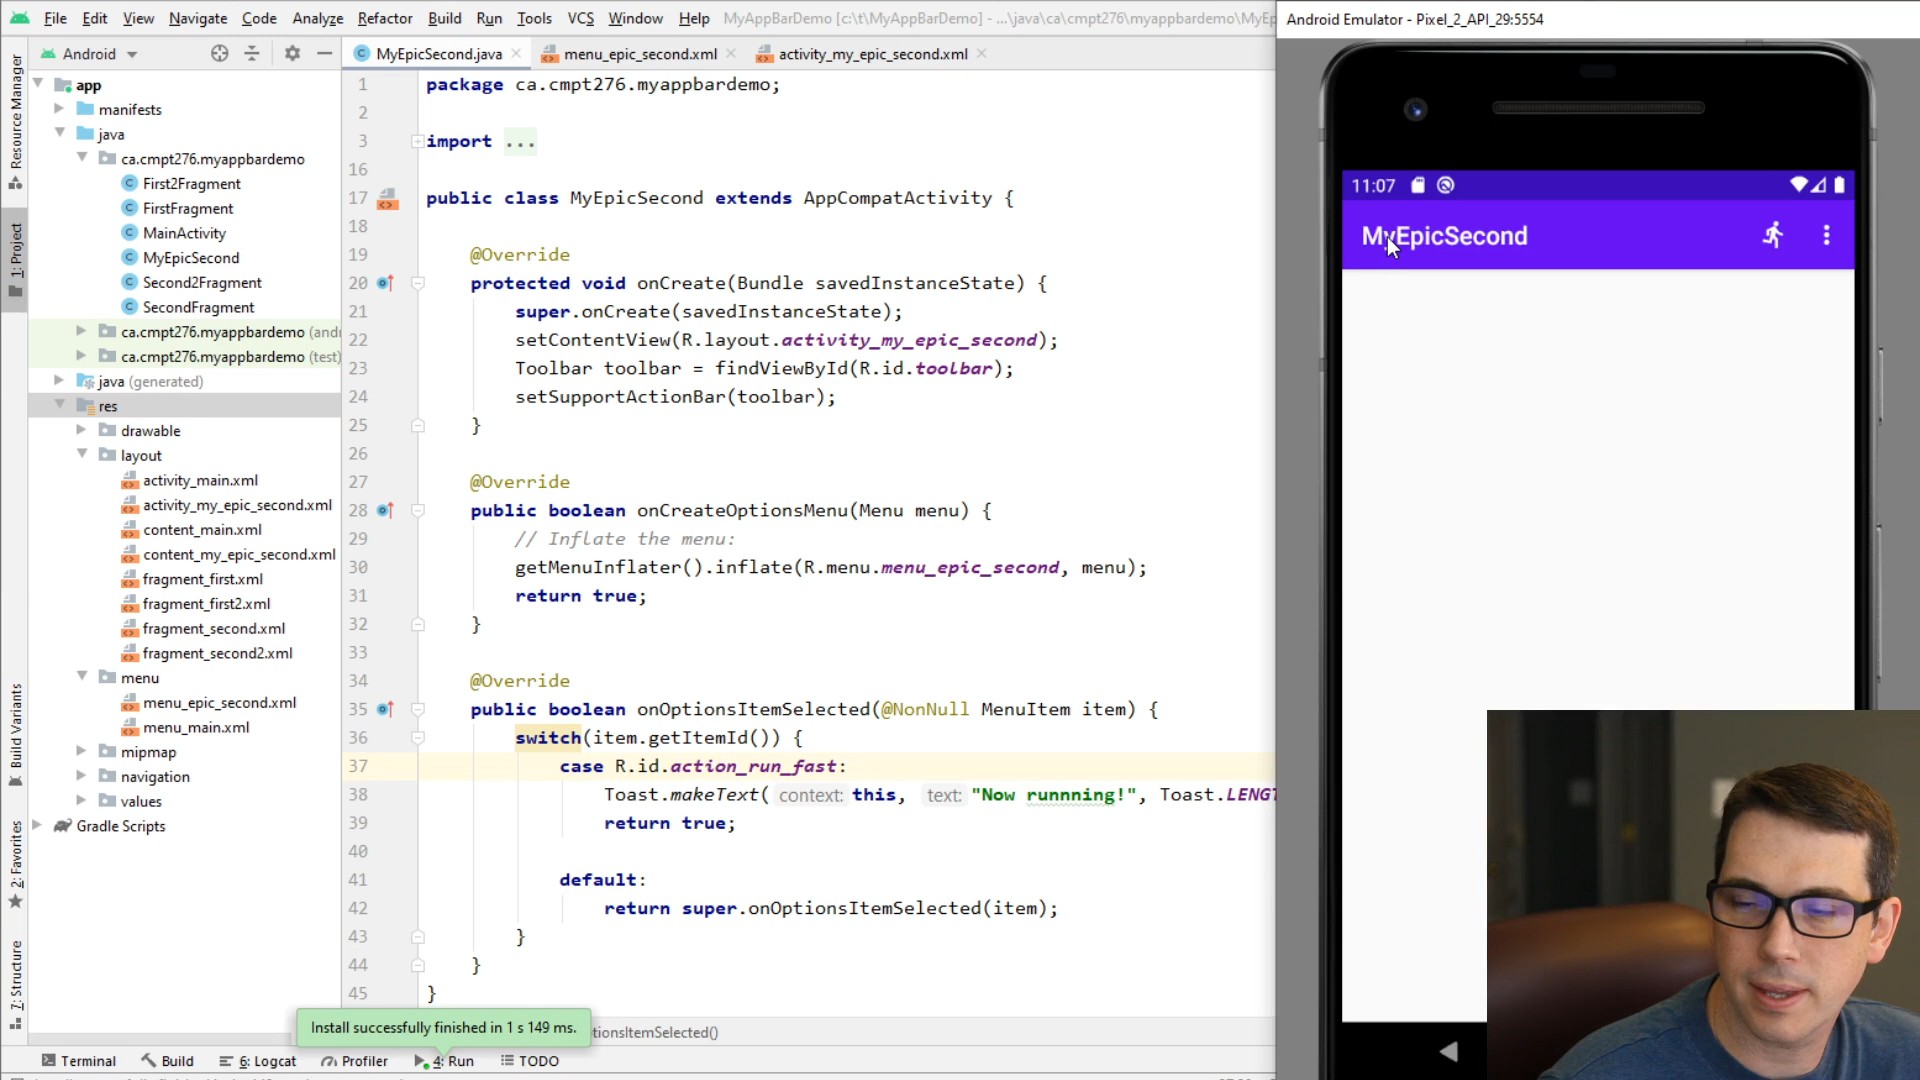 File Edit View Navigate Code Analyze Refactor Build Run Tools VCS Window Help MyAppBarDemo [c:\t\MyAppBarDemo] - ...\java\ca\cmpt276\myappbardemo\MyEp
Android Emulator - Pixel_2_API_29:5554
Android
MyEpicSecond.java
menu_epic_second.xml
activity_my_epic_second.xml
Resource Manager
1: Project
Build Variants
2: Favorites
7: Structure
app
manifests
java
ca.cmpt276.myappbardemo
First2Fragment
FirstFragment
MainActivity
MyEpicSecond
Second2Fragment
SecondFragment
ca.cmpt276.myappbardemo (andr
ca.cmpt276.myappbardemo (test)
java (generated)
res
drawable
layout
activity_main.xml
activity_my_epic_second.xml
content_main.xml
content_my_epic_second.xml
fragment_first.xml
fragment_first2.xml
fragment_second.xml
fragment_second2.xml
menu
menu_epic_second.xml
menu_main.xml
mipmap
navigation
values
Gradle Scripts
1 package ca.cmpt276.myappbardemo;
2
3 import ...
16
17 public class MyEpicSecond extends AppCompatActivity {
18
19 @Override
20 protected void onCreate(Bundle savedInstanceState) {
21 super.onCreate(savedInstanceState);
22 setContentView(R.layout.activity_my_epic_second);
23 Toolbar toolbar = findViewById(R.id.toolbar);
24 setSupportActionBar(toolbar);
25 }
26
27 @Override
28 public boolean onCreateOptionsMenu(Menu menu) {
29 // Inflate the menu:
30 getMenuInflater().inflate(R.menu.menu_epic_second, menu);
31 return true;
32 }
33
34 @Override
35 public boolean onOptionsItemSelected(@NonNull MenuItem item) {
36 switch(item.getItemId()) {
37 case R.id.action_run_fast:
38 Toast.makeText( context: this, text: "Now runnning!", Toast.LENGT
39 return true;
40
41 default:
42 return super.onOptionsItemSelected(item);
43 }
44 }
45 }
11:07
MyEpicSecond
Install successfully finished in 1 s 149 ms.
tionsItemSelected()
Terminal Build 6: Logcat Profiler 4: Run TODO